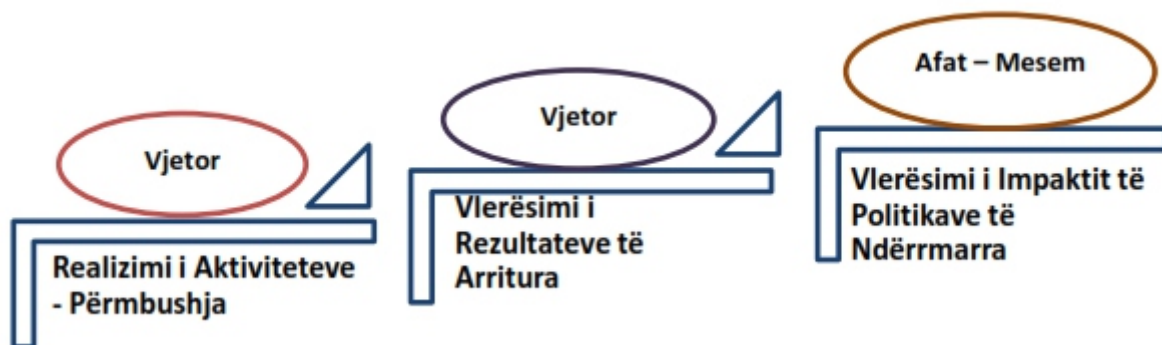 Vjetor
Realizimi i Aktiviteteve
- Përmbushja
Vjetor
Vlerësimi i
Rezultateve të
Arritura
Afat – Mesem
Vlerësimi i Impaktit të
Politikave të
Ndërrmarra